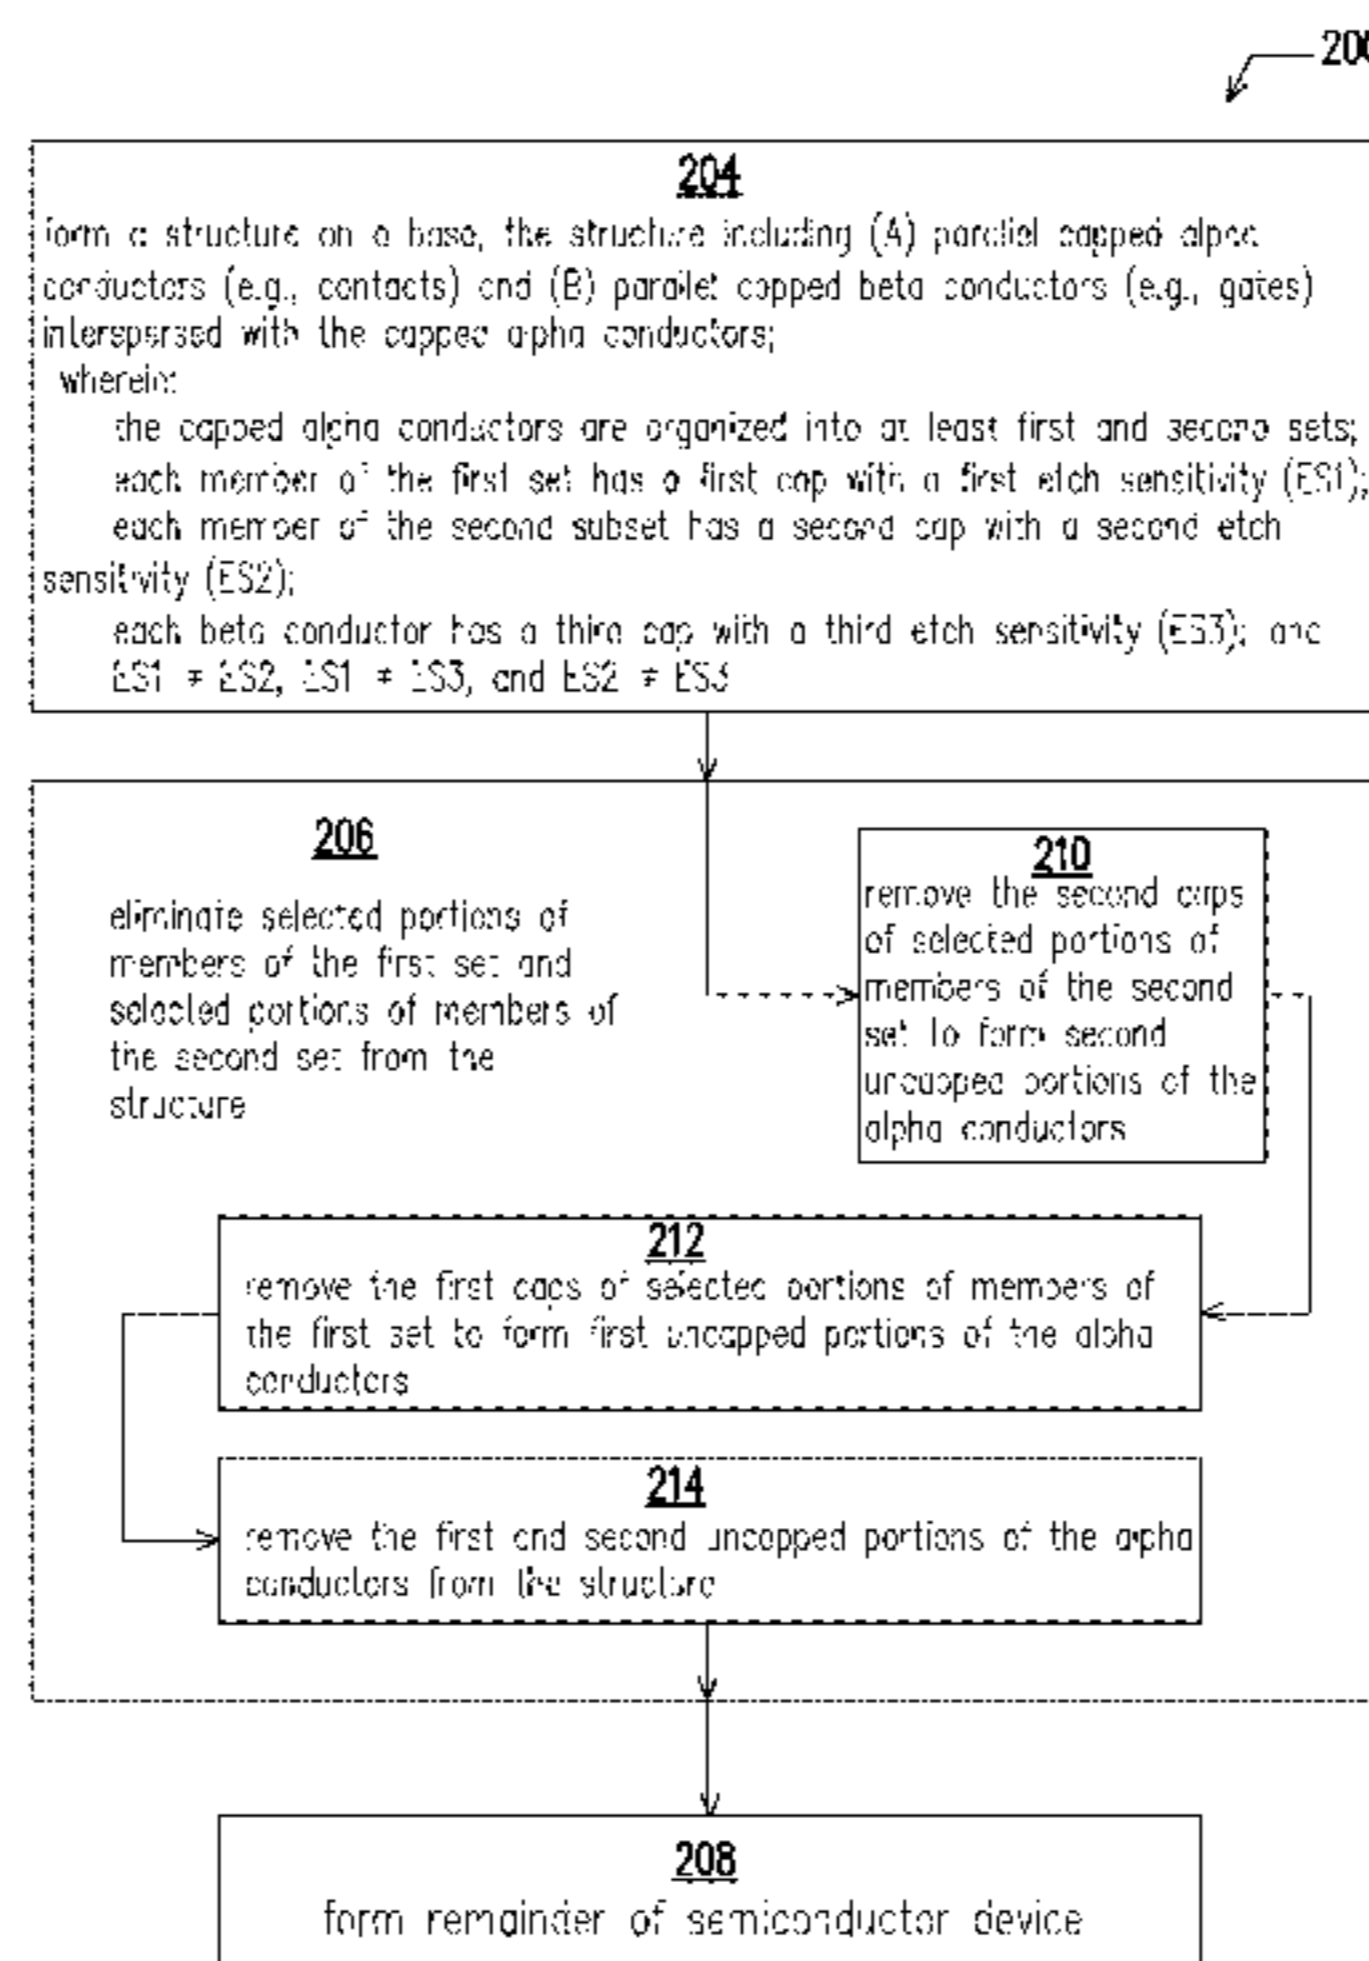 200
204
form a structure on a base, the structure including (A) parallel capped alpha
conductors (e.g., contacts) and (B) parallel capped beta conductors (e.g., gates)
interspersed with the capped alpha conductors;
wherein:
the capped alpha conductors are organized into at least first and second sets;
each member of the first set has a first cap with a first etch sensitivity (ES1);
each member of the second subset has a second cap with a second etch
sensitivity (ES2);
each beta conductor has a third cap with a third etch sensitivity (ES3); and
ES1 ≠ ES2, ES1 ≠ ES3, and ES2 ≠ ES3
206
eliminate selected portions of
members of the first set and
selected portions of members of
the second set from the
structure
210
remove the second caps
of selected portions of
members of the second
set to form second
uncapped portions of the
alpha conductors
212
remove the first caps of selected portions of members of
the first set to form first uncapped portions of the alpha
conductors
214
remove the first and second uncapped portions of the alpha
conductors from the structure
208
form remainder of semiconductor device